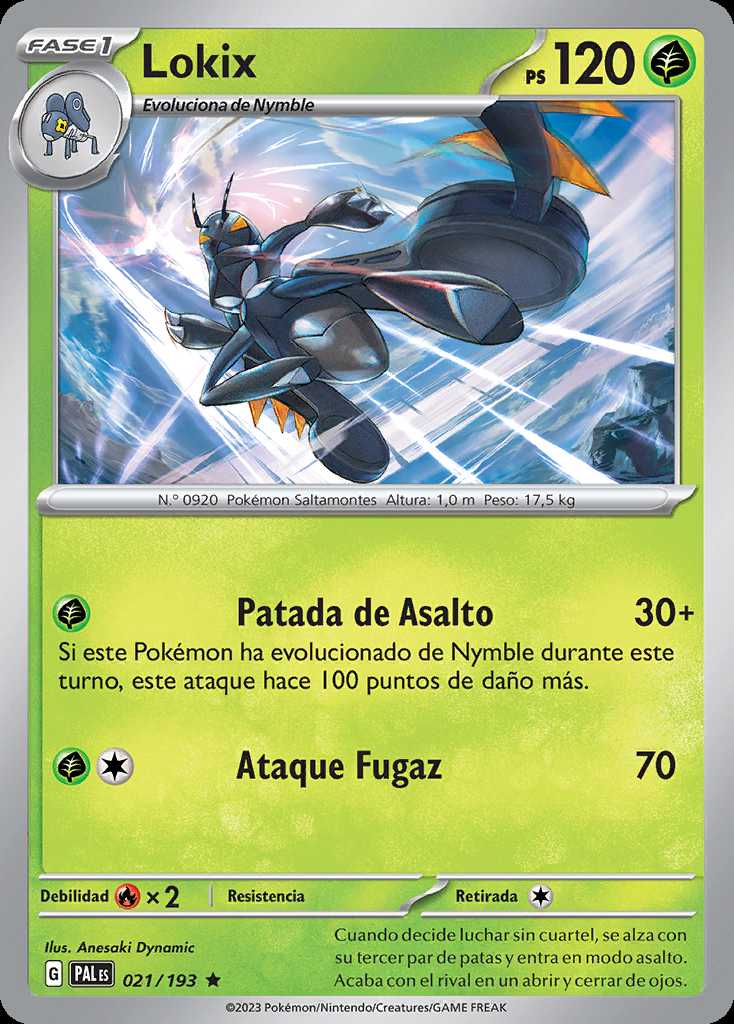 FASE 1
Lokix
PS 120
Evoluciona de Nymble
N.º 0920 Pokémon Saltamontes Altura: 1,0 m Peso: 17,5 kg
Patada de Asalto 30+
Si este Pokémon ha evolucionado de Nymble durante este
turno, este ataque hace 100 puntos de daño más.
Ataque Fugaz 70
Debilidad ×2 Resistencia Retirada
Ilus. Anesaki Dynamic
G PAL ES 021/193 ★
Cuando decide luchar sin cuartel, se alza con
su tercer par de patas y entra en modo asalto.
Acaba con el rival en un abrir y cerrar de ojos.
©2023 Pokémon/Nintendo/Creatures/GAME FREAK